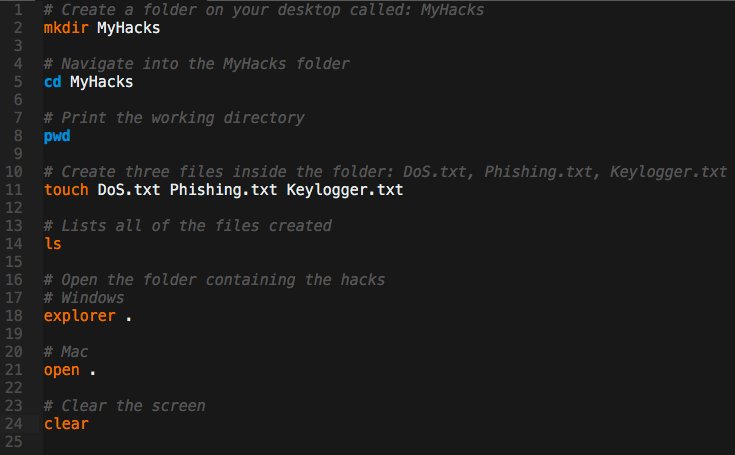 1 # Create a folder on your desktop called: MyHacks
2 mkdir MyHacks
3
4 # Navigate into the MyHacks folder
5 cd MyHacks
6
7 # Print the working directory
8 pwd
9
10 # Create three files inside the folder: DoS.txt, Phishing.txt, Keylogger.txt
11 touch DoS.txt Phishing.txt Keylogger.txt
12
13 # Lists all of the files created
14 ls
15
16 # Open the folder containing the hacks
17 # Windows
18 explorer .
19
20 # Mac
21 open .
22
23 # Clear the screen
24 clear
25